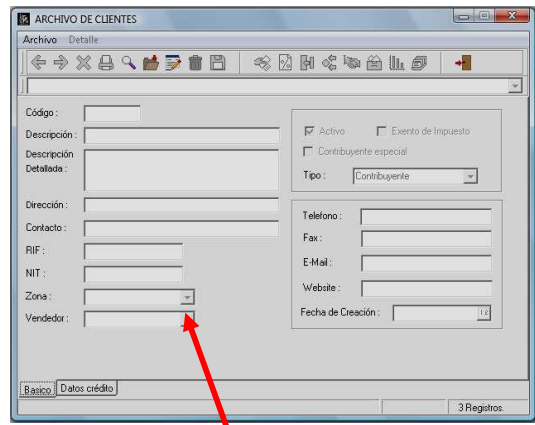 ARCHIVO DE CLIENTES
Archivo Detalle
Código :
Descripción :
Descripción
Detallada :
Dirección :
Contacto :
RIF :
NIT :
Zona :
Vendedor :
Activo Exento de Impuesto
Contribuyente especial
Tipo : Contribuyente
Telefono :
Fax :
E-Mail :
Website :
Fecha de Creación : 12
Basico Datos crédito
3 Registros.